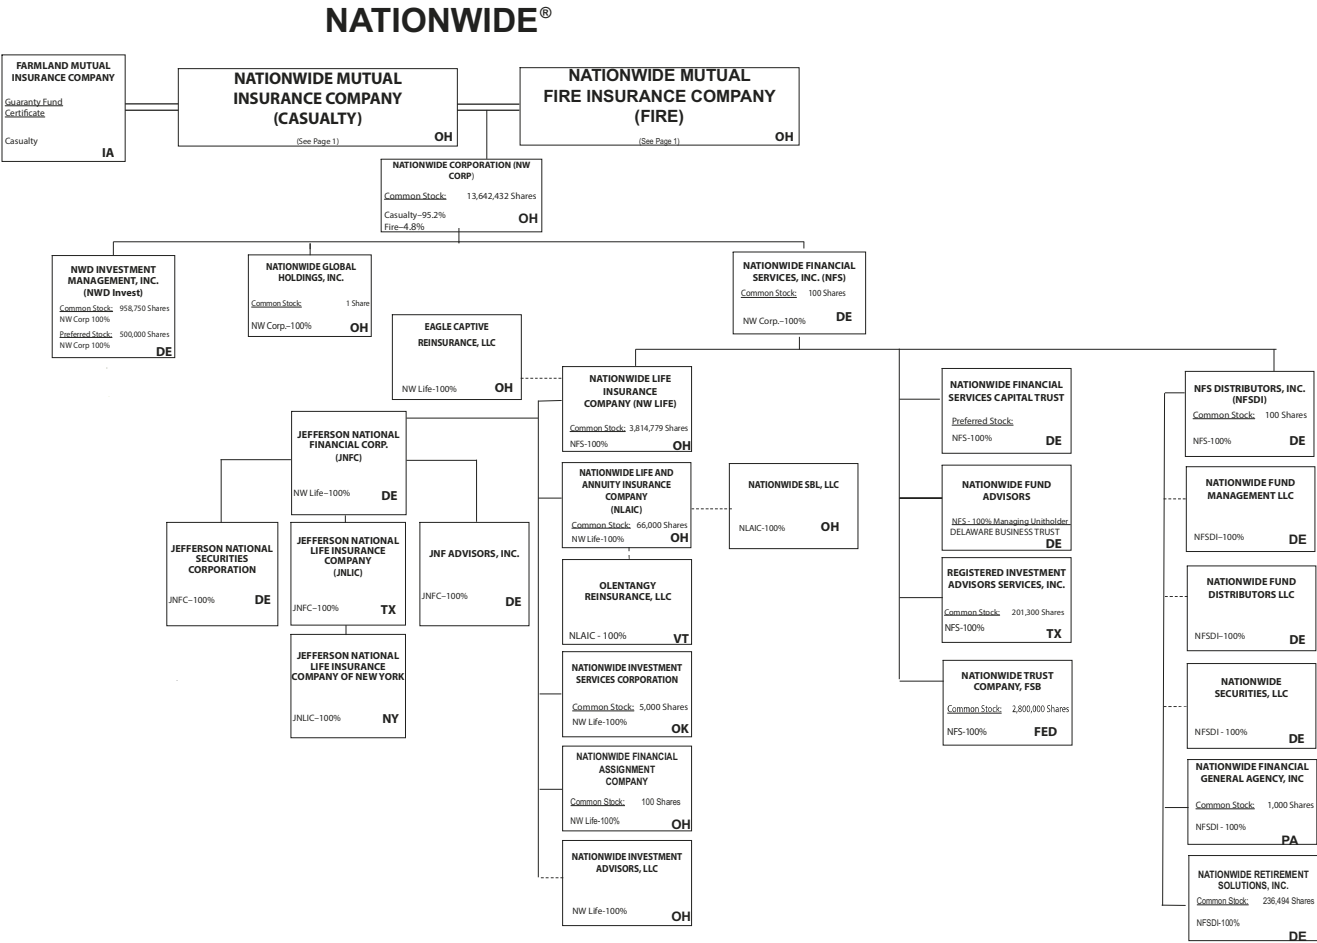 NATIONWIDE®
FARMLAND MUTUAL
INSURANCE COMPANY
Guaranty Fund
Certificate
Casualty
IA
NATIONWIDE MUTUAL
INSURANCE COMPANY
(CASUALTY)
(See Page 1)
OH
NATIONWIDE MUTUAL
FIRE INSURANCE COMPANY
(FIRE)
(See Page 1)
OH
NATIONWIDE CORPORATION (NW
CORP)
Common Stock: 13,642,432 Shares
Casualty–95.2%
Fire–4.8%
OH
NWD INVESTMENT
MANAGEMENT, INC.
(NWD Invest)
Common Stock: 958,750 Shares
NW Corp 100%
Preferred Stock: 500,000 Shares
NW Corp 100%
DE
NATIONWIDE GLOBAL
HOLDINGS, INC.
Common Stock: 1 Share
NW Corp.–100%
OH
NATIONWIDE FINANCIAL
SERVICES, INC. (NFS)
Common Stock: 100 Shares
NW Corp.–100%
DE
EAGLE CAPTIVE
REINSURANCE, LLC
NW Life-100%
OH
NATIONWIDE LIFE
INSURANCE
COMPANY (NW LIFE)
Common Stock: 3,814,779 Shares
NFS-100%
OH
JEFFERSON NATIONAL
FINANCIAL CORP.
(JNFC)
NW Life–100%
DE
JEFFERSON NATIONAL
SECURITIES
CORPORATION
JNFC–100%
DE
JEFFERSON NATIONAL
LIFE INSURANCE
COMPANY
(JNLIC)
JNFC–100%
TX
JNF ADVISORS, INC.
JNFC–100%
DE
JEFFERSON NATIONAL
LIFE INSURANCE
COMPANY OF NEW YORK
JNLIC–100%
NY
NATIONWIDE LIFE AND
ANNUITY INSURANCE
COMPANY
(NLAIC)
Common Stock: 66,000 Shares
NW Life-100%
OH
NATIONWIDE SBL, LLC
NLAIC-100%
OH
OLENTANGY
REINSURANCE, LLC
NLAIC - 100%
VT
NATIONWIDE INVESTMENT
SERVICES CORPORATION
Common Stock: 5,000 Shares
NW Life-100%
OK
NATIONWIDE FINANCIAL
ASSIGNMENT
COMPANY
Common Stock: 100 Shares
NW Life-100%
OH
NATIONWIDE INVESTMENT
ADVISORS, LLC
NW Life-100%
OH
NATIONWIDE FINANCIAL
SERVICES CAPITAL TRUST
Preferred Stock:
NFS-100%
DE
NATIONWIDE FUND
ADVISORS
NFS - 100% Managing Unitholder
DELAWARE BUSINESS TRUST
DE
REGISTERED INVESTMENT
ADVISORS SERVICES, INC.
Common Stock: 201,300 Shares
NFS-100%
TX
NATIONWIDE TRUST
COMPANY, FSB
Common Stock: 2,800,000 Shares
NFS-100%
FED
NFS DISTRIBUTORS, INC.
(NFSDI)
Common Stock: 100 Shares
NFS-100%
DE
NATIONWIDE FUND
MANAGEMENT LLC
NFSDI–100%
DE
NATIONWIDE FUND
DISTRIBUTORS LLC
NFSDI–100%
DE
NATIONWIDE
SECURITIES, LLC
NFSDI - 100%
DE
NATIONWIDE FINANCIAL
GENERAL AGENCY, INC
Common Stock: 1,000 Shares
NFSDI - 100%
PA
NATIONWIDE RETIREMENT
SOLUTIONS, INC.
Common Stock: 236,494 Shares
NFSDI-100%
DE